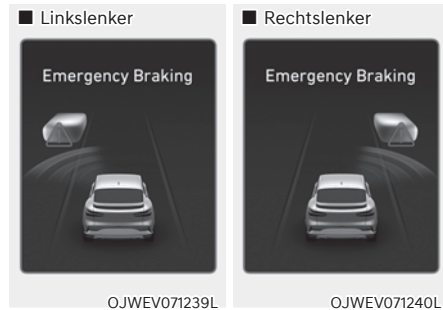 ■ Linkslenker
Emergency Braking
OJWEV071239L
■ Rechtslenker
Emergency Braking
OJWEV071240L